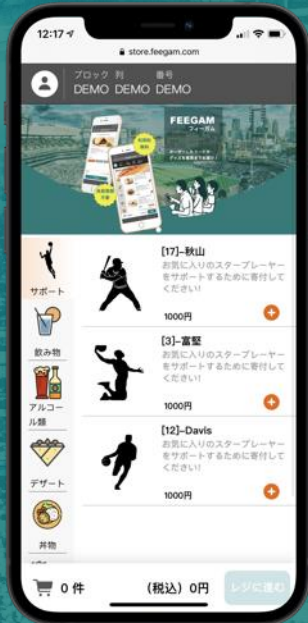 12:17
store.feegam.com
ブロック 列 番号
DEMO DEMO DEMO
FEEGAM
フィーガム
サポート
飲み物
アルコー
ル類
デザート
丼物
[17]-秋山
お気に入りのスタープレーヤー
をサポートするために寄付して
ください!
1000円
[3]-富堅
お気に入りのスタープレーヤー
をサポートするために寄付して
ください!
1000円
[12]-Davis
お気に入りのスタープレーヤー
をサポートするために寄付して
ください!
1000円
0 件 (税込) 0円 レジに進む